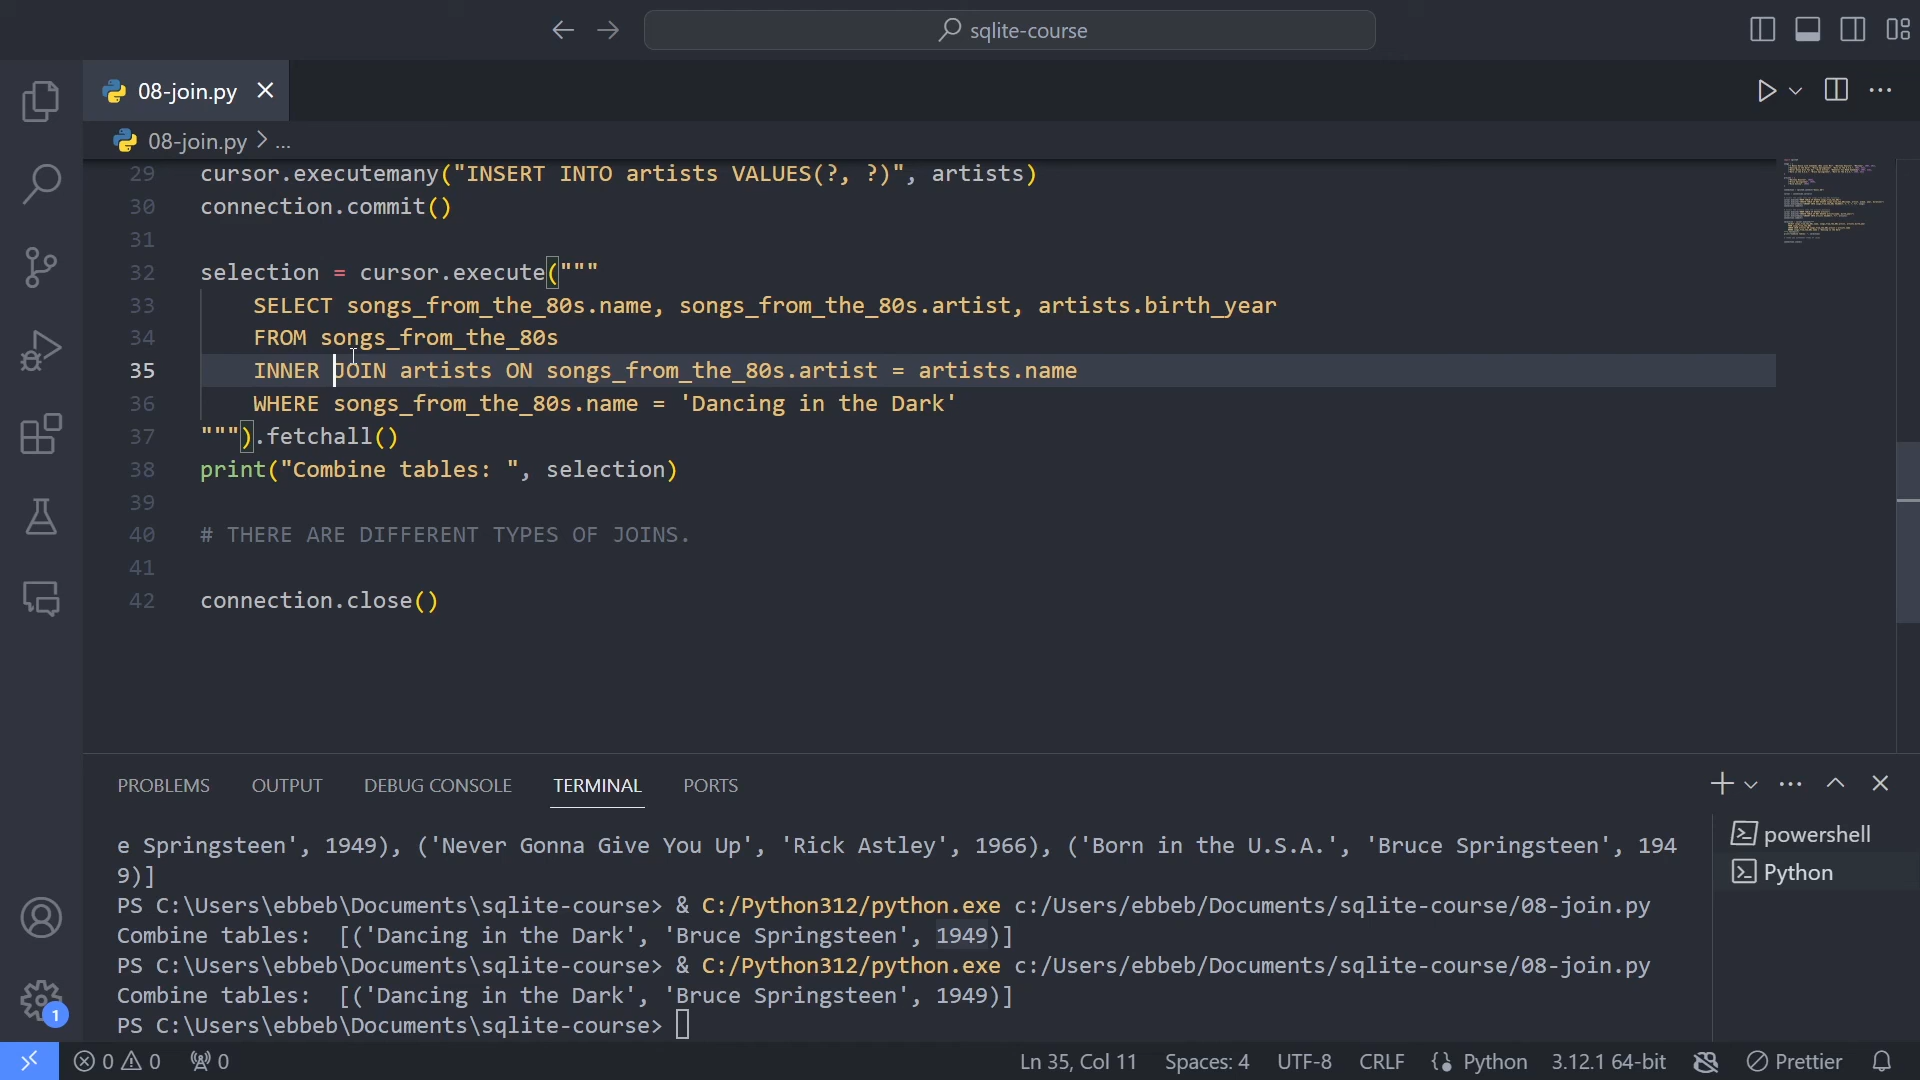 sqlite-course
08-join.py
08-join.py > ...
29 cursor.executemany("INSERT INTO artists VALUES(?, ?)", artists)
30 connection.commit()
31
32 selection = cursor.execute("""
33 SELECT songs_from_the_80s.name, songs_from_the_80s.artist, artists.birth_year
34 FROM songs_from_the_80s
35 INNER JOIN artists ON songs_from_the_80s.artist = artists.name
36 WHERE songs_from_the_80s.name = 'Dancing in the Dark'
37 """).fetchall()
38 print("Combine tables: ", selection)
39
40 # THERE ARE DIFFERENT TYPES OF JOINS.
41
42 connection.close()
PROBLEMS OUTPUT DEBUG CONSOLE TERMINAL PORTS
e Springsteen', 1949), ('Never Gonna Give You Up', 'Rick Astley', 1966), ('Born in the U.S.A.', 'Bruce Springsteen', 194
9)]
PS C:\Users\ebbeb\Documents\sqlite-course> & C:/Python312/python.exe c:/Users/ebbeb/Documents/sqlite-course/08-join.py
Combine tables:  [('Dancing in the Dark', 'Bruce Springsteen', 1949)]
PS C:\Users\ebbeb\Documents\sqlite-course> & C:/Python312/python.exe c:/Users/ebbeb/Documents/sqlite-course/08-join.py
Combine tables:  [('Dancing in the Dark', 'Bruce Springsteen', 1949)]
PS C:\Users\ebbeb\Documents\sqlite-course>
powershell
Python
1
0 0 0 Ln 35, Col 11 Spaces: 4 UTF-8 CRLF Python 3.12.1 64-bit Prettier